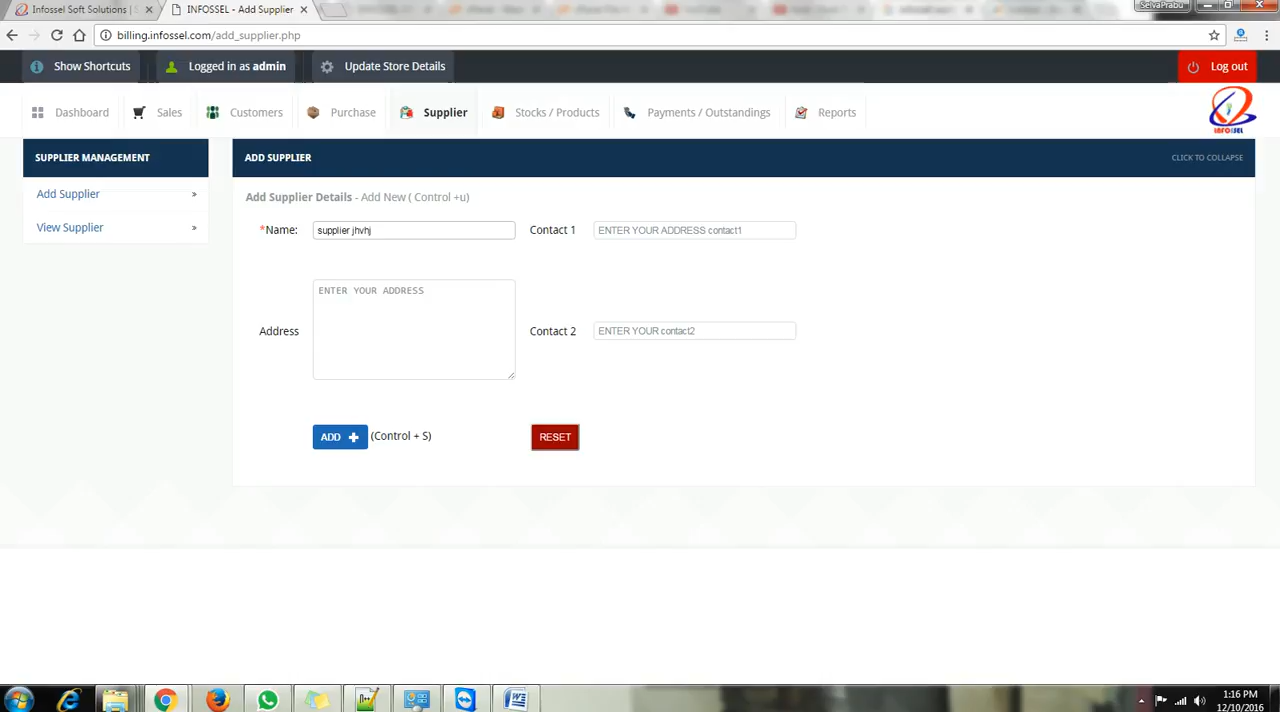 Infossel Soft Solutions |
INFOSSEL - Add Supplier
SelvaPrabu
billing.infossel.com/add_supplier.php
Show Shortcuts
Logged in as admin
Update Store Details
Log out
Dashboard
Sales
Customers
Purchase
Supplier
Stocks / Products
Payments / Outstandings
Reports
INFOSSEL
SUPPLIER MANAGEMENT
Add Supplier »
View Supplier »
ADD SUPPLIER
CLICK TO COLLAPSE
Add Supplier Details - Add New ( Control +u)
*Name: supplier jhvhj
Contact 1 ENTER YOUR ADDRESS contact1
Address ENTER YOUR ADDRESS
Contact 2 ENTER YOUR contact2
ADD + (Control + S)
RESET
1:16 PM
12/10/2016